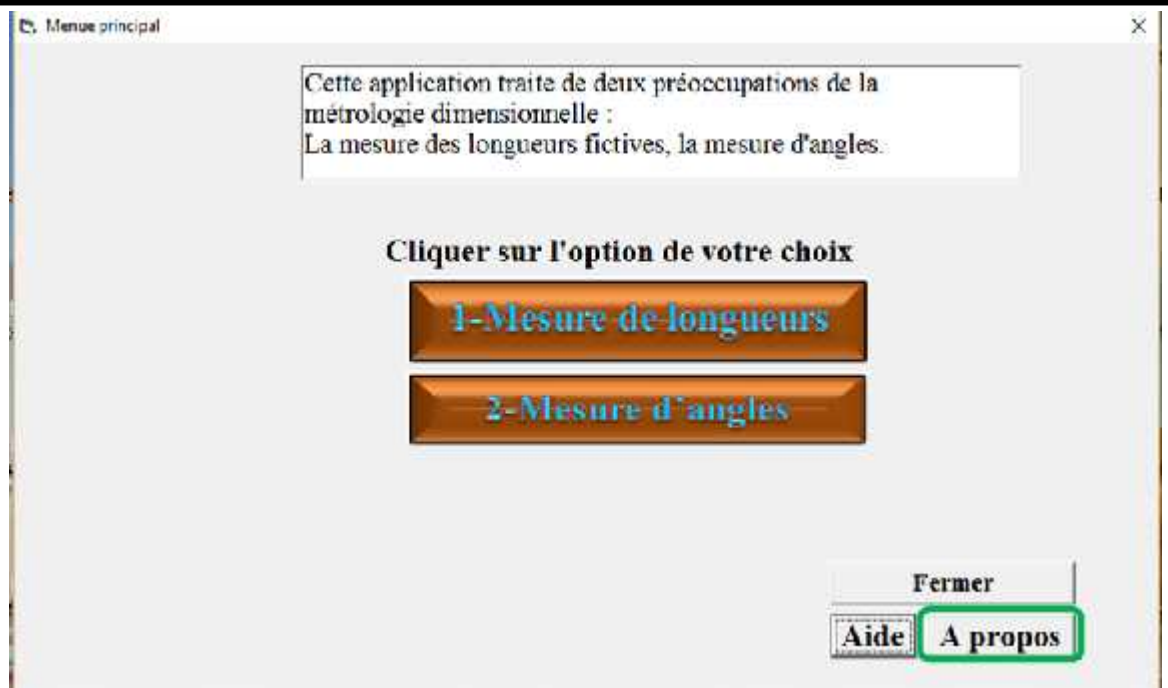 Menue principal
Cette application traite de deux préoccupations de la
métrologie dimensionnelle :
La mesure des longueurs fictives, la mesure d'angles.
Cliquer sur l'option de votre choix
1-Mesure de longueurs
2-Mesure d'angles
Fermer
Aide A propos